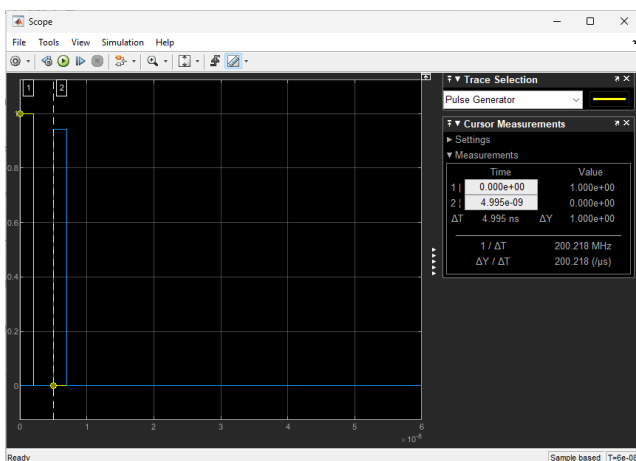 Scope
File Tools View Simulation Help
Trace Selection
Pulse Generator
Cursor Measurements
Settings
Measurements
Time Value
1 | 0.000e+00 1.000e+00
2 ¦ 4.995e-09 0.000e+00
ΔT 4.995 ns ΔY 1.000e+00
1 / ΔT 200.218 MHz
ΔY / ΔT 200.218 (/µs)
1 2
1
0.8
0.6
0.4
0.2
0
0 1 2 3 4 5 6
×10⁻⁸
Ready Sample based T=6e-08